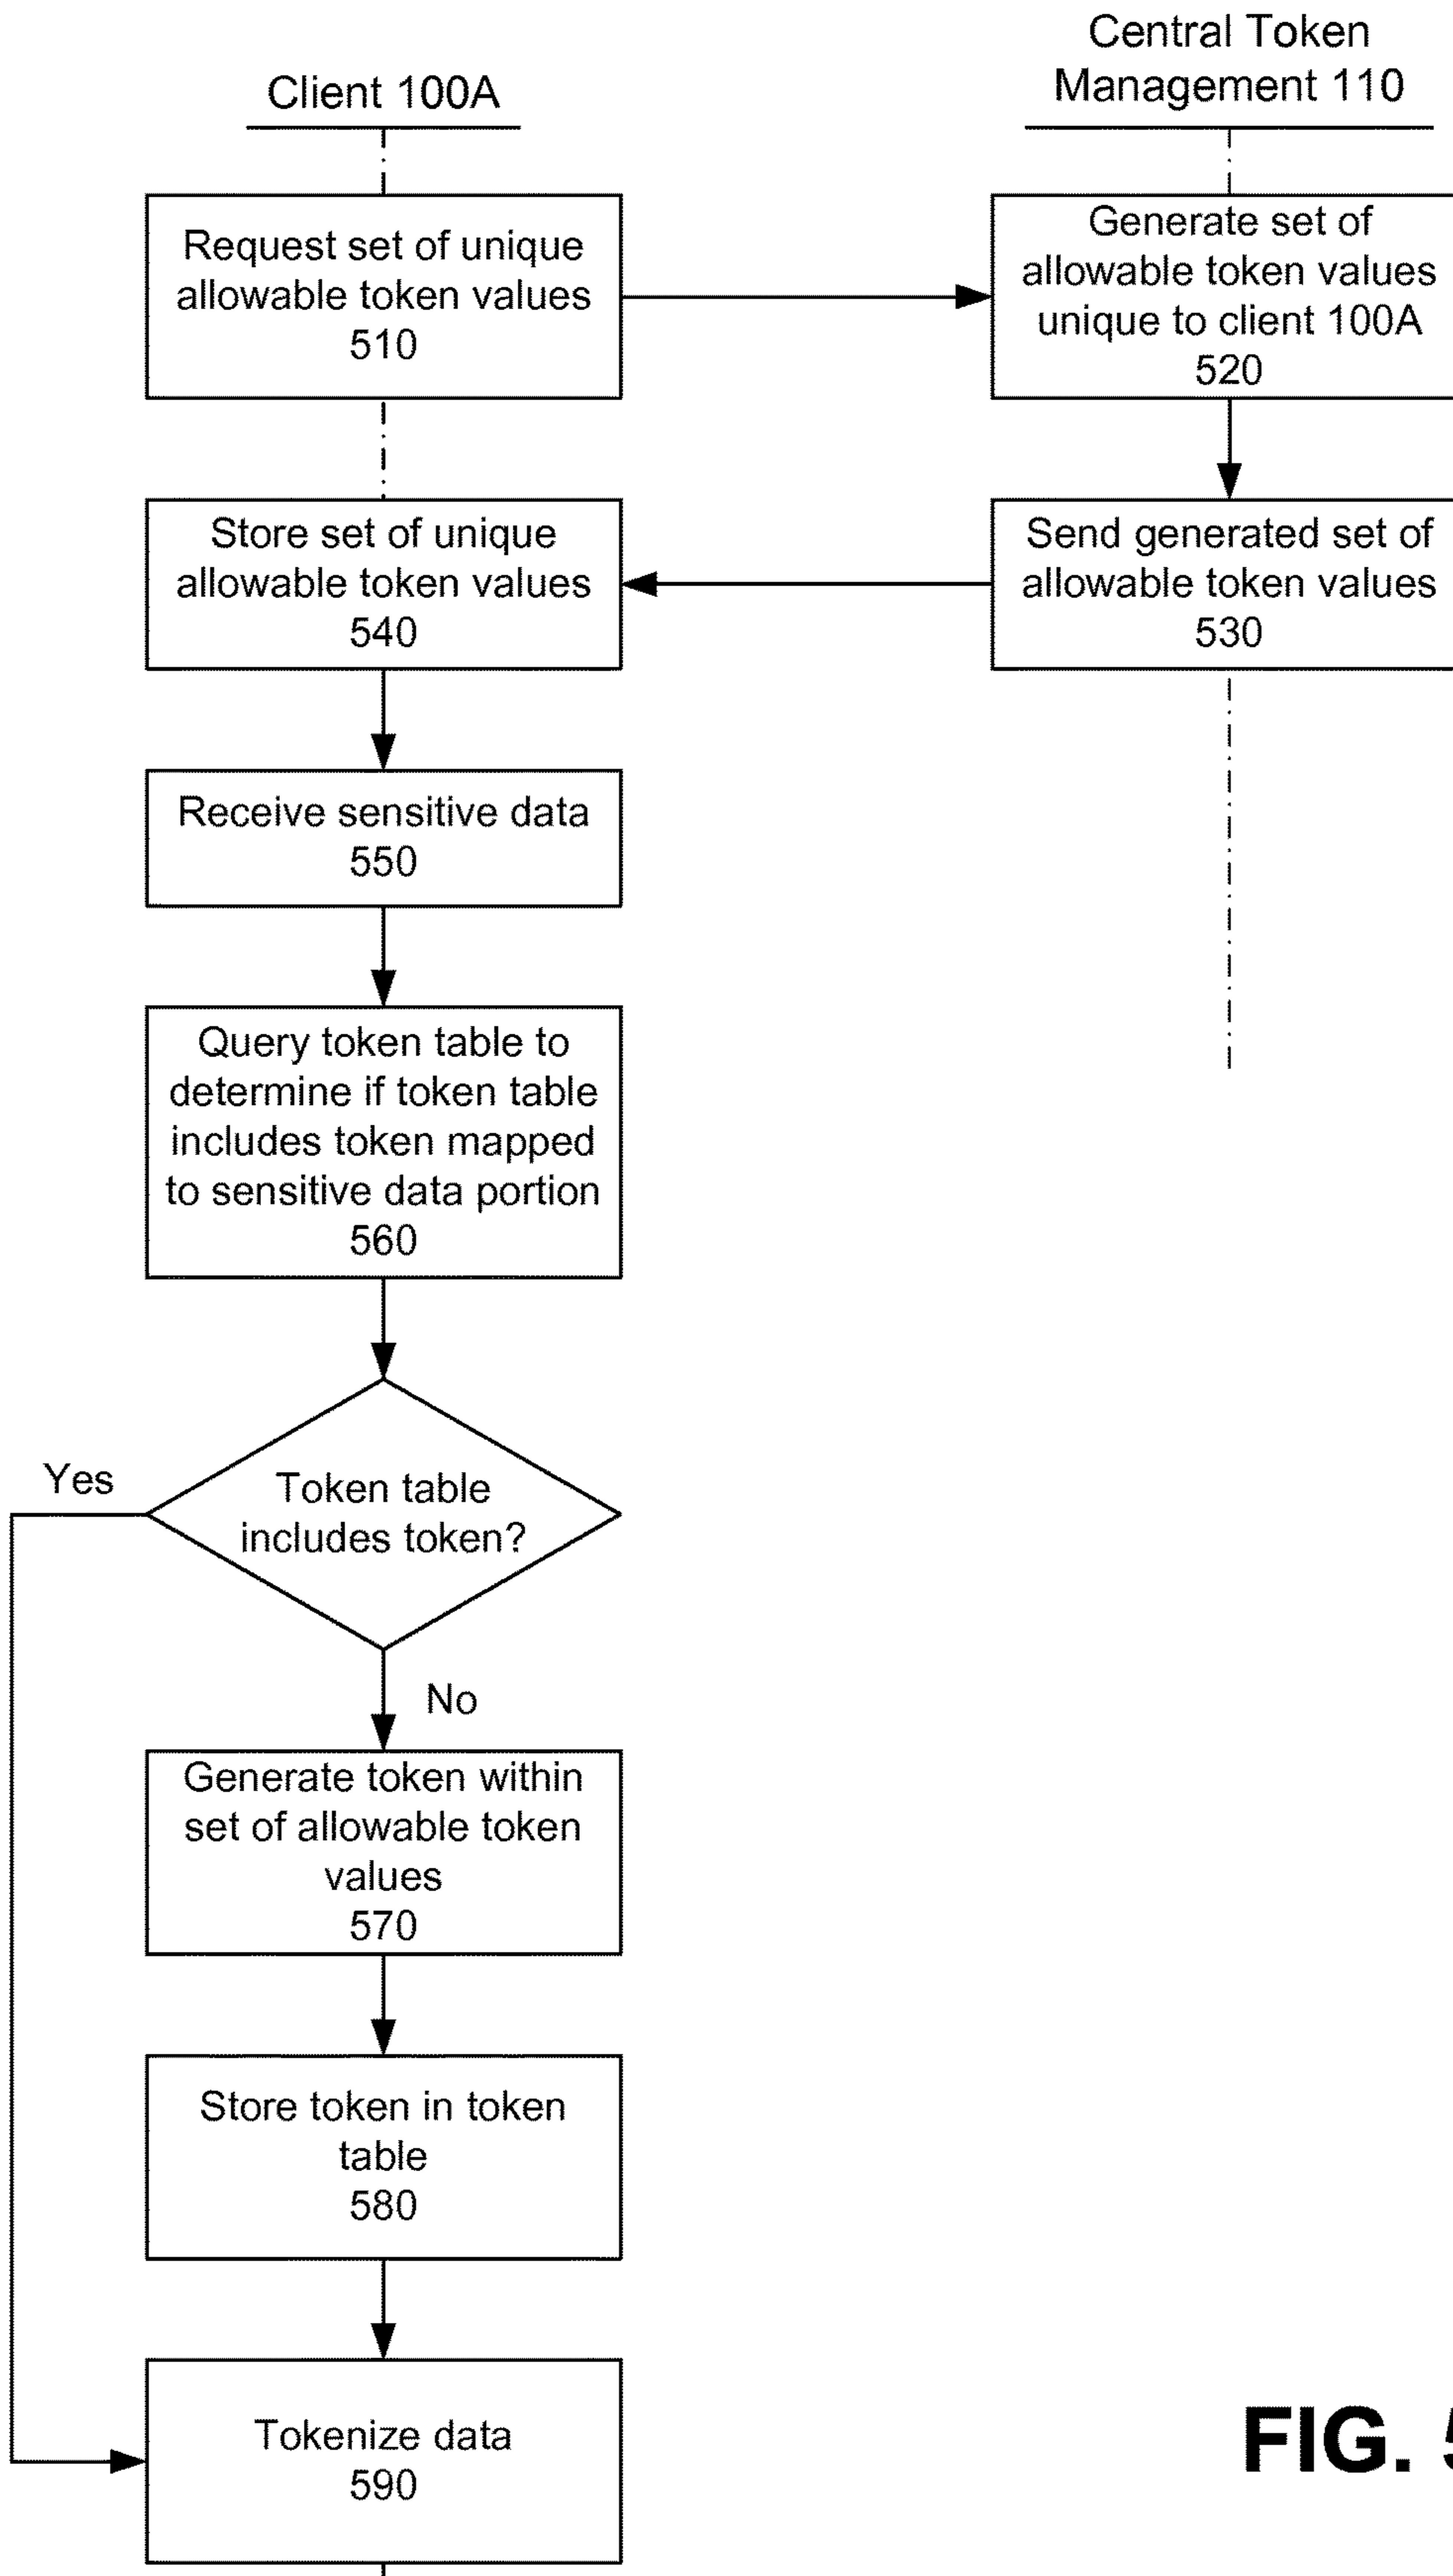 Client 100A
Central Token
Management 110
Request set of unique
allowable token values
510
Generate set of
allowable token values
unique to client 100A
520
Store set of unique
allowable token values
540
Send generated set of
allowable token values
530
Receive sensitive data
550
Query token table to
determine if token table
includes token mapped
to sensitive data portion
560
Yes
Token table
includes token?
No
Generate token within
set of allowable token
values
570
Store token in token
table
580
Tokenize data
590
FIG. 5